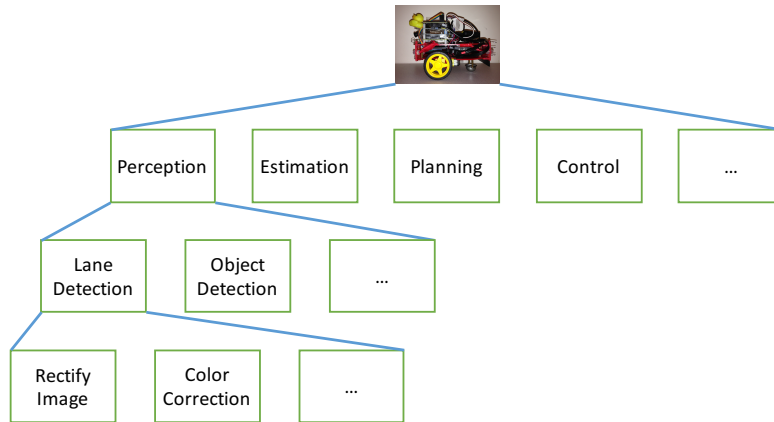 Perception
Estimation
Planning
Control
...
Lane
Detection
Object
Detection
...
Rectify
Image
Color
Correction
...